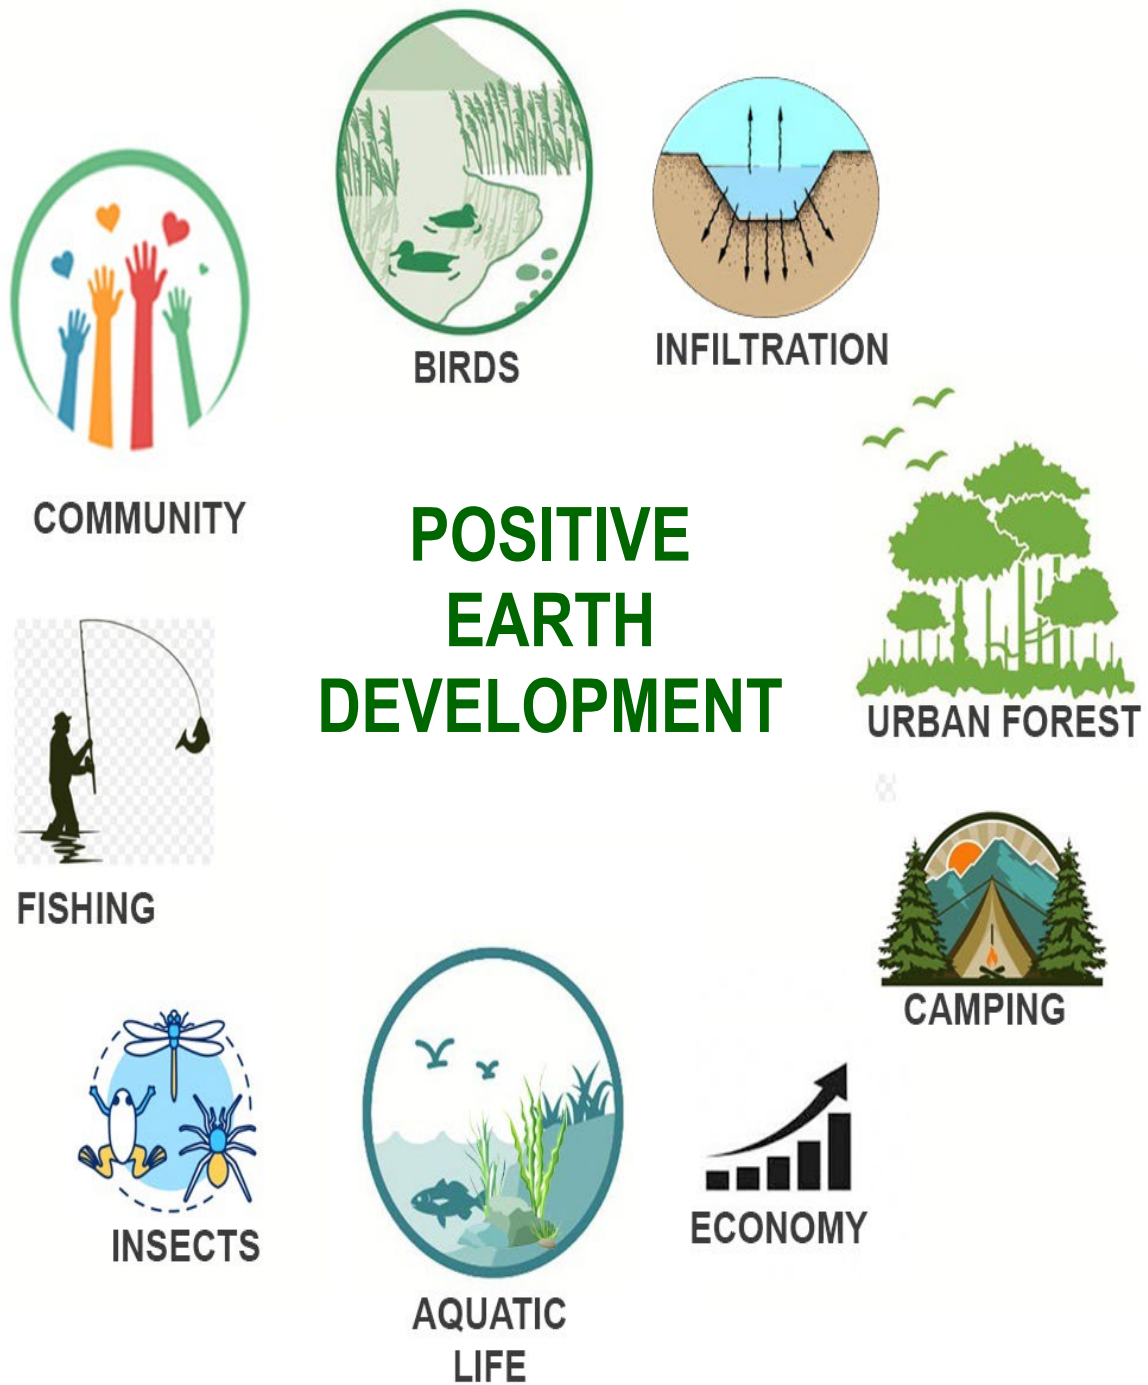 BIRDS
INFILTRATION
COMMUNITY
POSITIVE
EARTH
DEVELOPMENT
URBAN FOREST
FISHING
CAMPING
INSECTS
ECONOMY
AQUATIC
LIFE